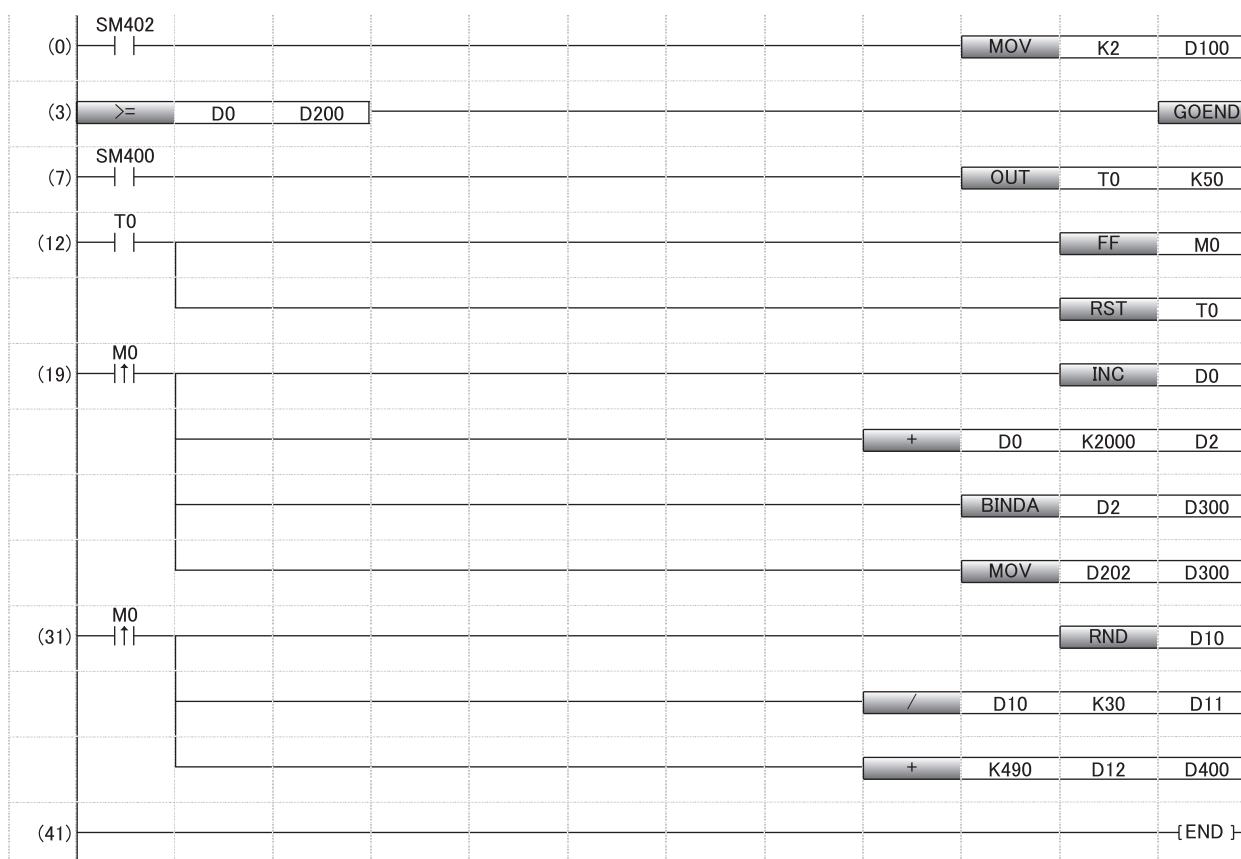 SM402
(0) MOV K2 D100
(3) >= D0 D200 GOEND
SM400
(7) OUT T0 K50
T0
(12) FF M0
RST T0
M0
(19) INC D0
+ D0 K2000 D2
BINDA D2 D300
MOV D202 D300
M0
(31) RND D10
/ D10 K30 D11
+ K490 D12 D400
(41) [END]